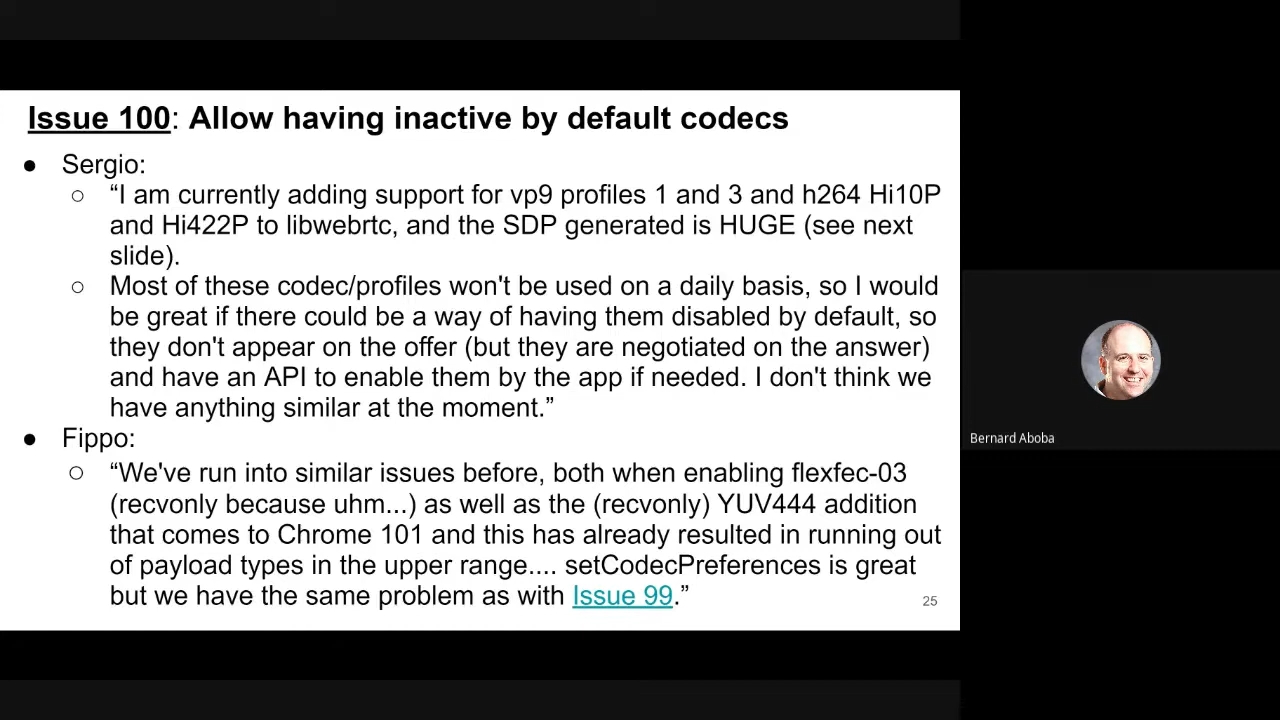 Issue 100: Allow having inactive by default codecs
● Sergio:
○ “I am currently adding support for vp9 profiles 1 and 3 and h264 Hi10P
and Hi422P to libwebrtc, and the SDP generated is HUGE (see next
slide).
○ Most of these codec/profiles won't be used on a daily basis, so I would
be great if there could be a way of having them disabled by default, so
they don't appear on the offer (but they are negotiated on the answer)
and have an API to enable them by the app if needed. I don't think we
have anything similar at the moment.”
● Fippo:
○ “We've run into similar issues before, both when enabling flexfec-03
(recvonly because uhm...) as well as the (recvonly) YUV444 addition
that comes to Chrome 101 and this has already resulted in running out
of payload types in the upper range.... setCodecPreferences is great
but we have the same problem as with Issue 99.”
25
Bernard Aboba